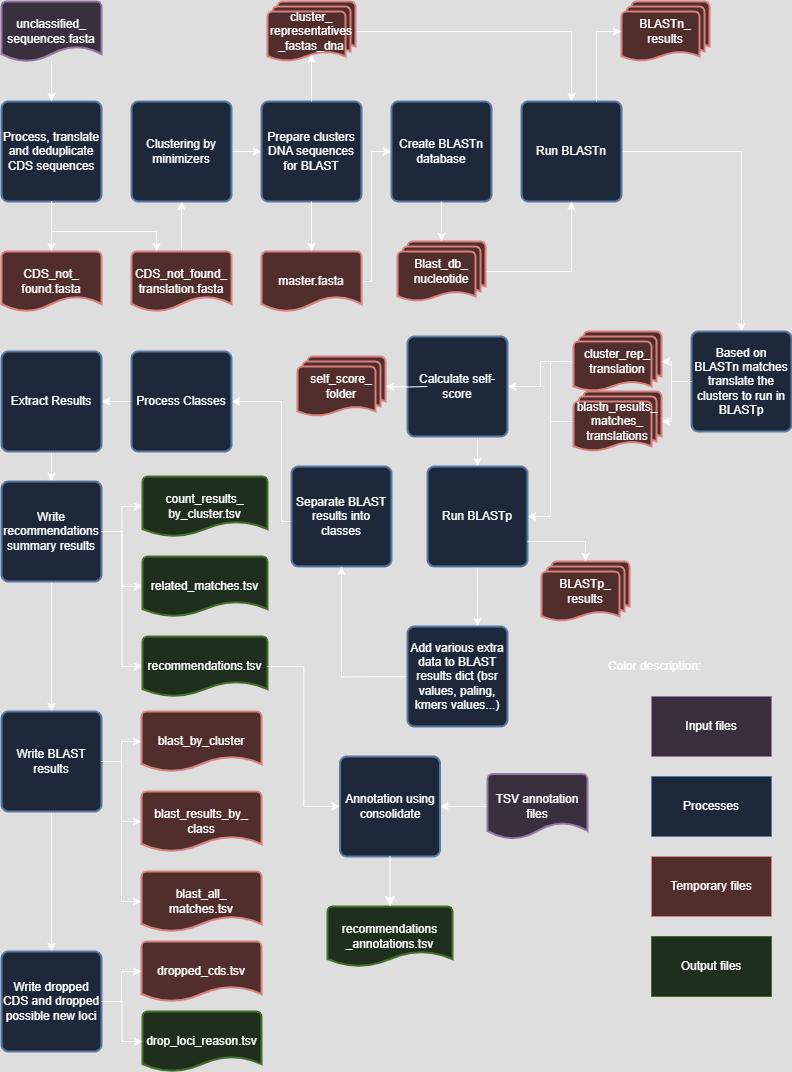 unclassified_
sequences.fasta
cluster_
representatives
_fastas_dna
BLASTn_
results
Process, translate
and deduplicate
CDS sequences
Clustering by
minimizers
Prepare clusters
DNA sequences
for BLAST
Create BLASTn
database
Run BLASTn
CDS_not_
found.fasta
CDS_not_found_
translation.fasta
master.fasta
Blast_db_
nucleotide
Extract Results
Process Classes
self_score_
folder
Calculate self-
score
cluster_rep_
translation
blastn_results_
matches_
translations
Based on
BLASTn matches
translate the
clusters to run in
BLASTp
Write
recommendations
summary results
count_results_
by_cluster.tsv
Separate BLAST
results into
classes
Run BLASTp
related_matches.tsv
BLASTp_
results
recommendations.tsv
Add various extra
data to BLAST
results dict (bsr
values, paling,
kmers values...)
Color description:
Write BLAST
results
blast_by_cluster
Input files
blast_results_by_
class
Annotation using
consolidate
TSV annotation
files
Processes
blast_all_
matches.tsv
Temporary files
recommendations
_annotations.tsv
Write dropped
CDS and dropped
possible new loci
dropped_cds.tsv
Output files
drop_loci_reason.tsv